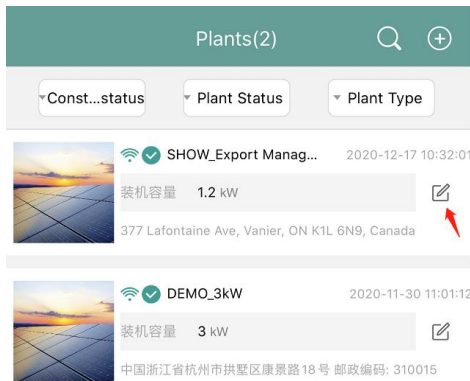 Plants(2)
Const...status Plant Status Plant Type
SHOW_Export Manag... 2020-12-17 10:32:01
装机容量 1.2 kW
377 Lafontaine Ave, Vanier, ON K1L 6N9, Canada
DEMO_3kW 2020-11-30 11:01:12
装机容量 3 kW
中国浙江省杭州市拱墅区康景路18号 邮政编码: 310015